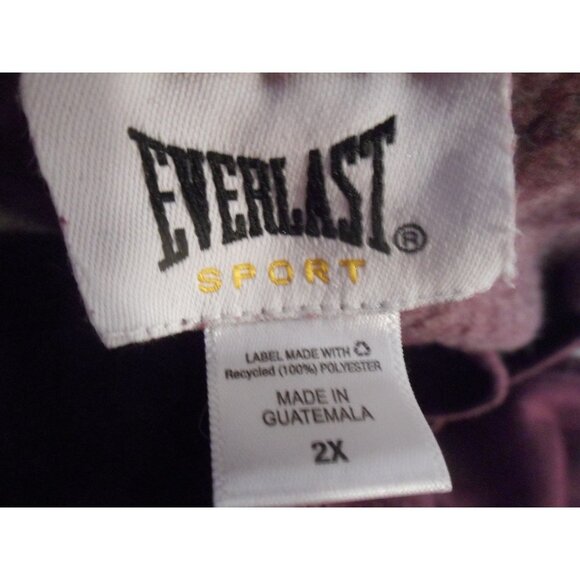 EVERLAST®
SPORT
LABEL MADE WITH ♻
Recycled (100%) POLYESTER
MADE IN
GUATEMALA
2X